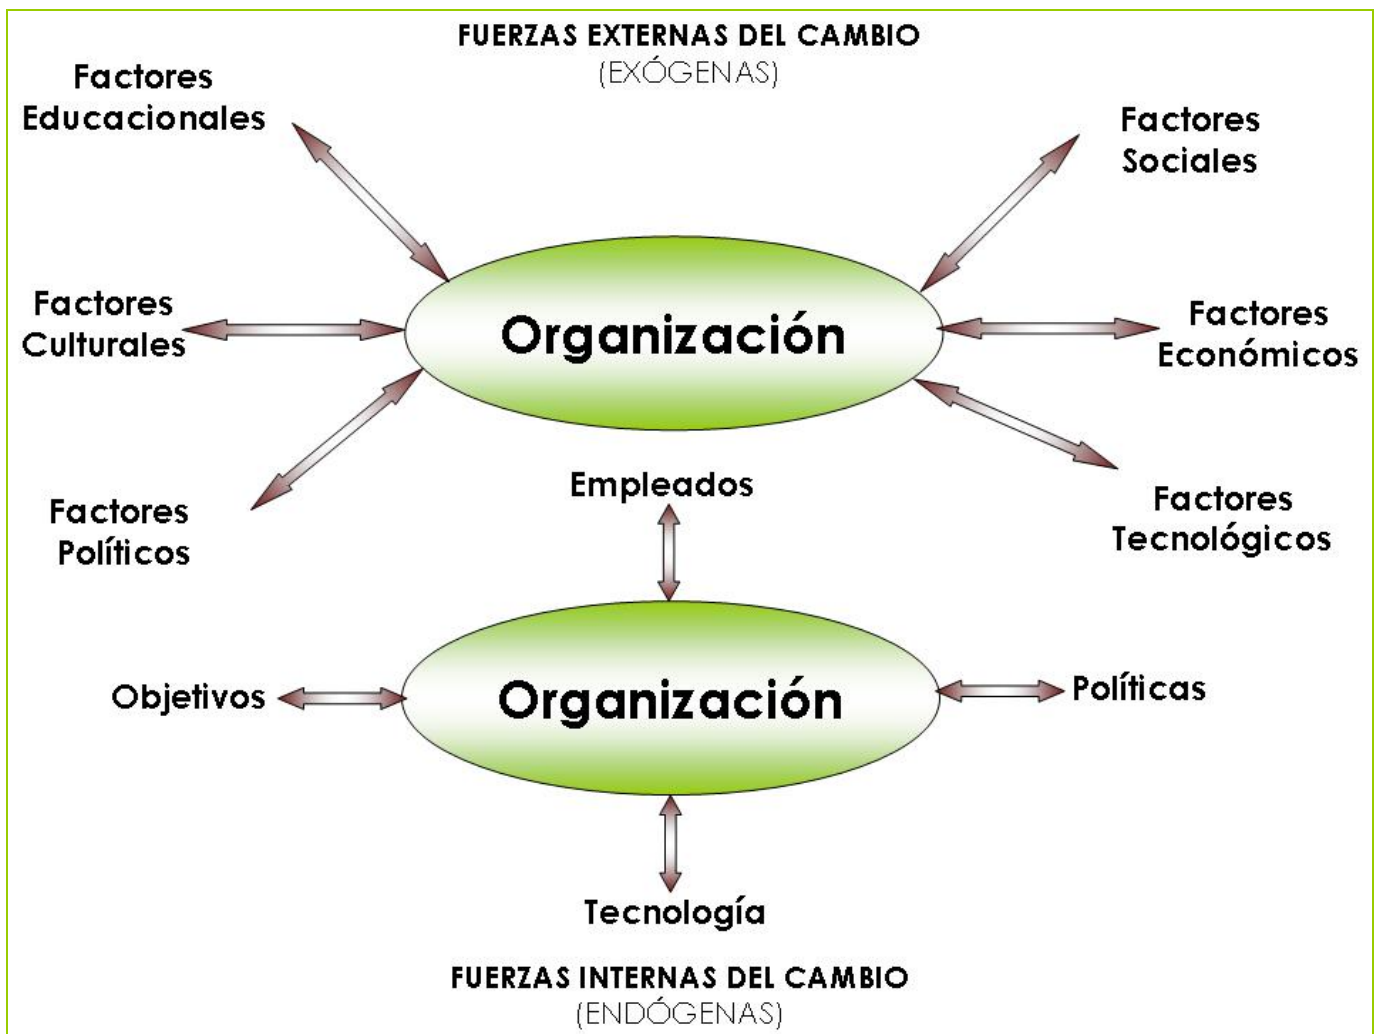 FUERZAS EXTERNAS DEL CAMBIO
(EXÓGENAS)
Factores
Educacionales
Factores
Sociales
Factores
Culturales
Organización
Factores
Económicos
Factores
Políticos
Empleados
Factores
Tecnológicos
Objetivos
Organización
Políticas
Tecnología
FUERZAS INTERNAS DEL CAMBIO
(ENDÓGENAS)